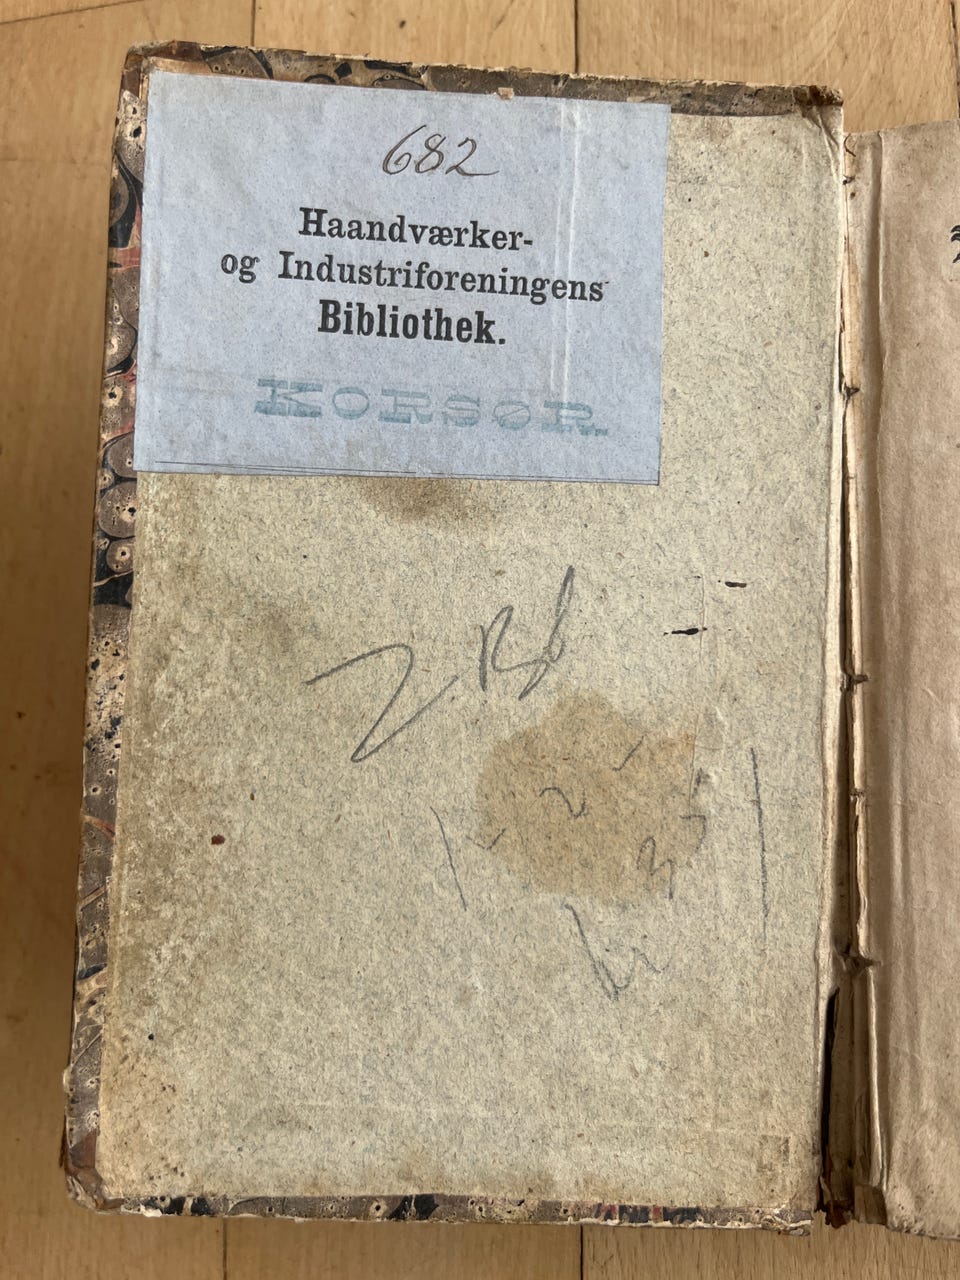 682
Haandværker-
og Industriforeningens
Bibliothek.
KORSØR